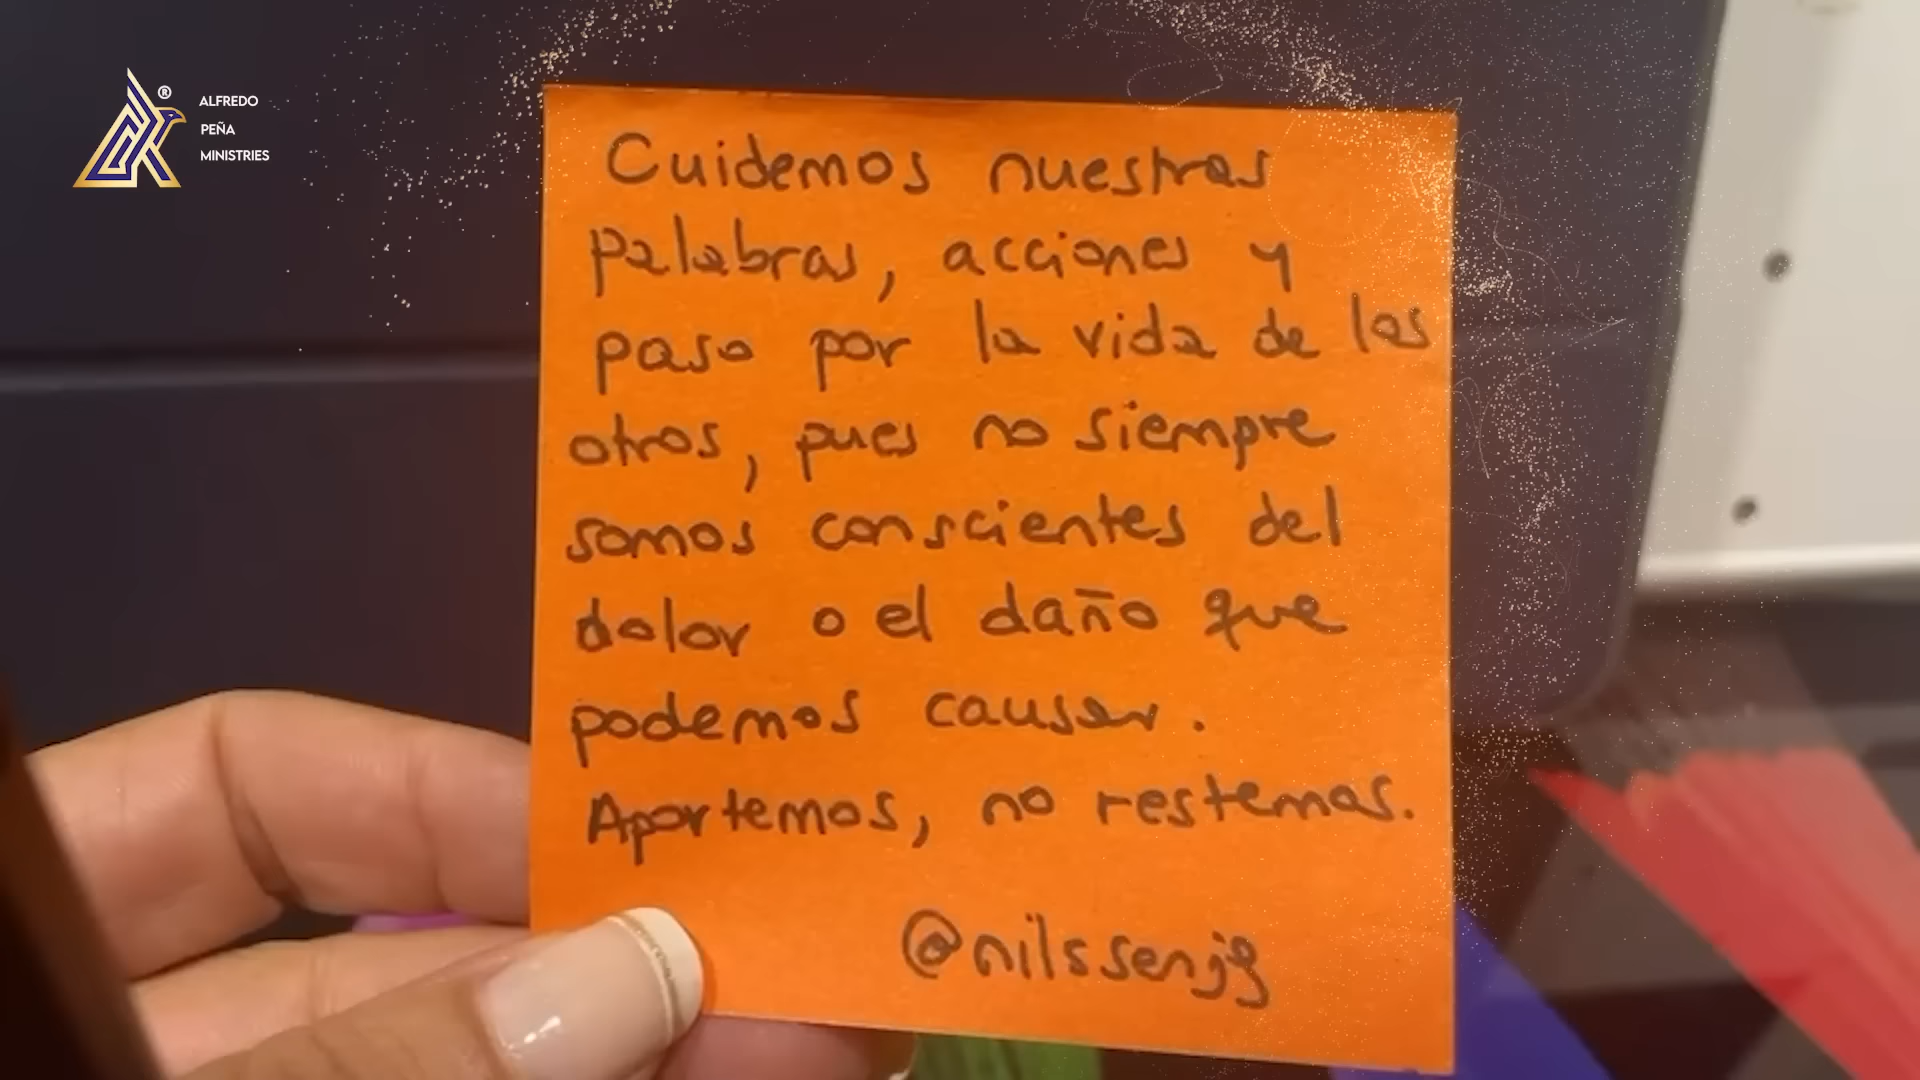 ®
ALFREDO
PEÑA
MINISTRIES
Cuidemos nuestras
palabras, acciones y
paso por la vida de los
otros, pues no siempre
somos conscientes del
dolor o el daño que
podemos causar.
Aportemos, no restemos.
@nilssenjg